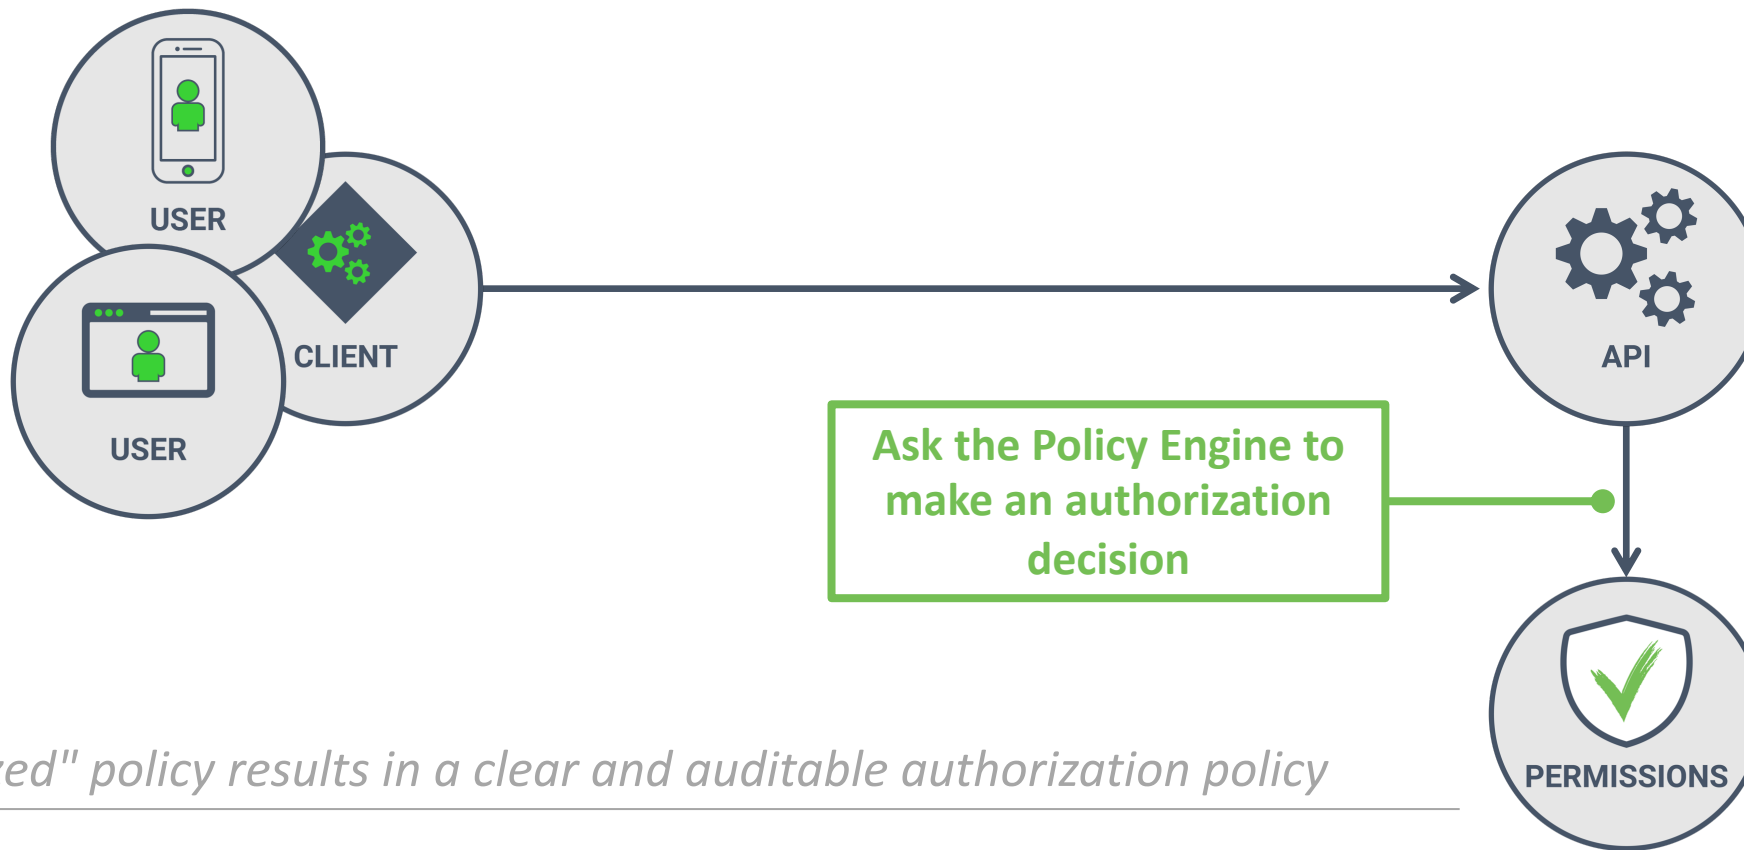 USER
CLIENT
USER
API
Ask the Policy Engine to
make an authorization
decision
PERMISSIONS
" policy results in a clear and auditable authorization policy